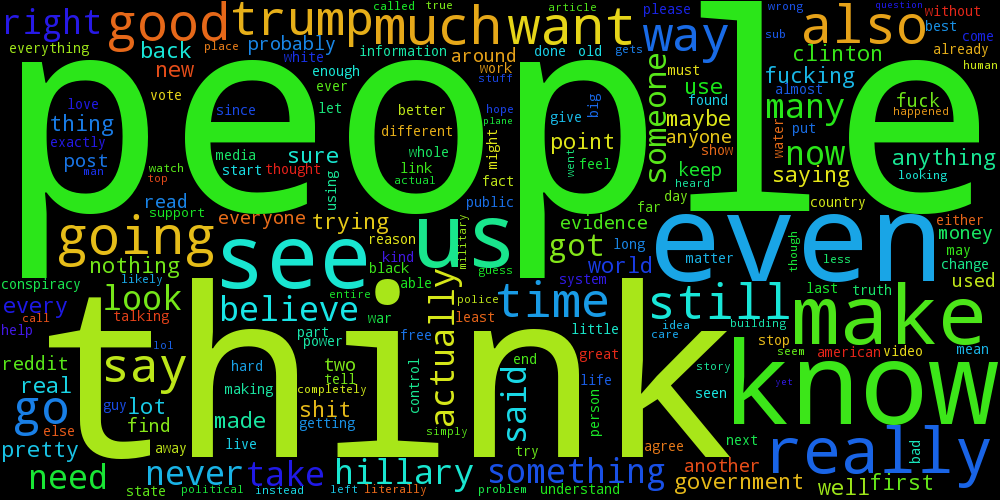 right
good
trump
much
want
called
true
article
please
way
wrong
sub
also
question
without
best
come
everything
back
place
probably
white
information
around
done
old
gets
clinton
already
human
new
enough
ever
work
stuff
must
use
found
fucking
almost
many
fuck
happened
people
love
thing
exactly
vote
since
let
better
different
hope
plane
give
big
point
someone
maybe
anyone
show
water
put
now
saying
anything
looking
post
man
watch
top
media
start
thought
sure
using
whole
link
actual
might
fact
went
feel
keep
heard
day
far
country
read
support
everyone
trying
public
evidence
either
money
going
see
reason
us
military
got
long
even
matter
though
less
may
change
nothing
kind
black
able
guess
world
system
used
conspiracy
likely
believe
entire
actually
police
time
still
last
truth
make
every
look
call
talking
help
part
power
war
free
least
little
idea
care
building
stop
seem
american
video
mean
think
know
reddit
real
say
lol
hard
making
two
tell
completely
control
end
great
life
story
seen
yet
go
else
guy
lot
find
made
shit
getting
simply
said
try
person
agree
next
really
bad
pretty
away
live
need
never
take
hillary
something
another
government
well
first
state
political
instead
left
literally
problem
understand